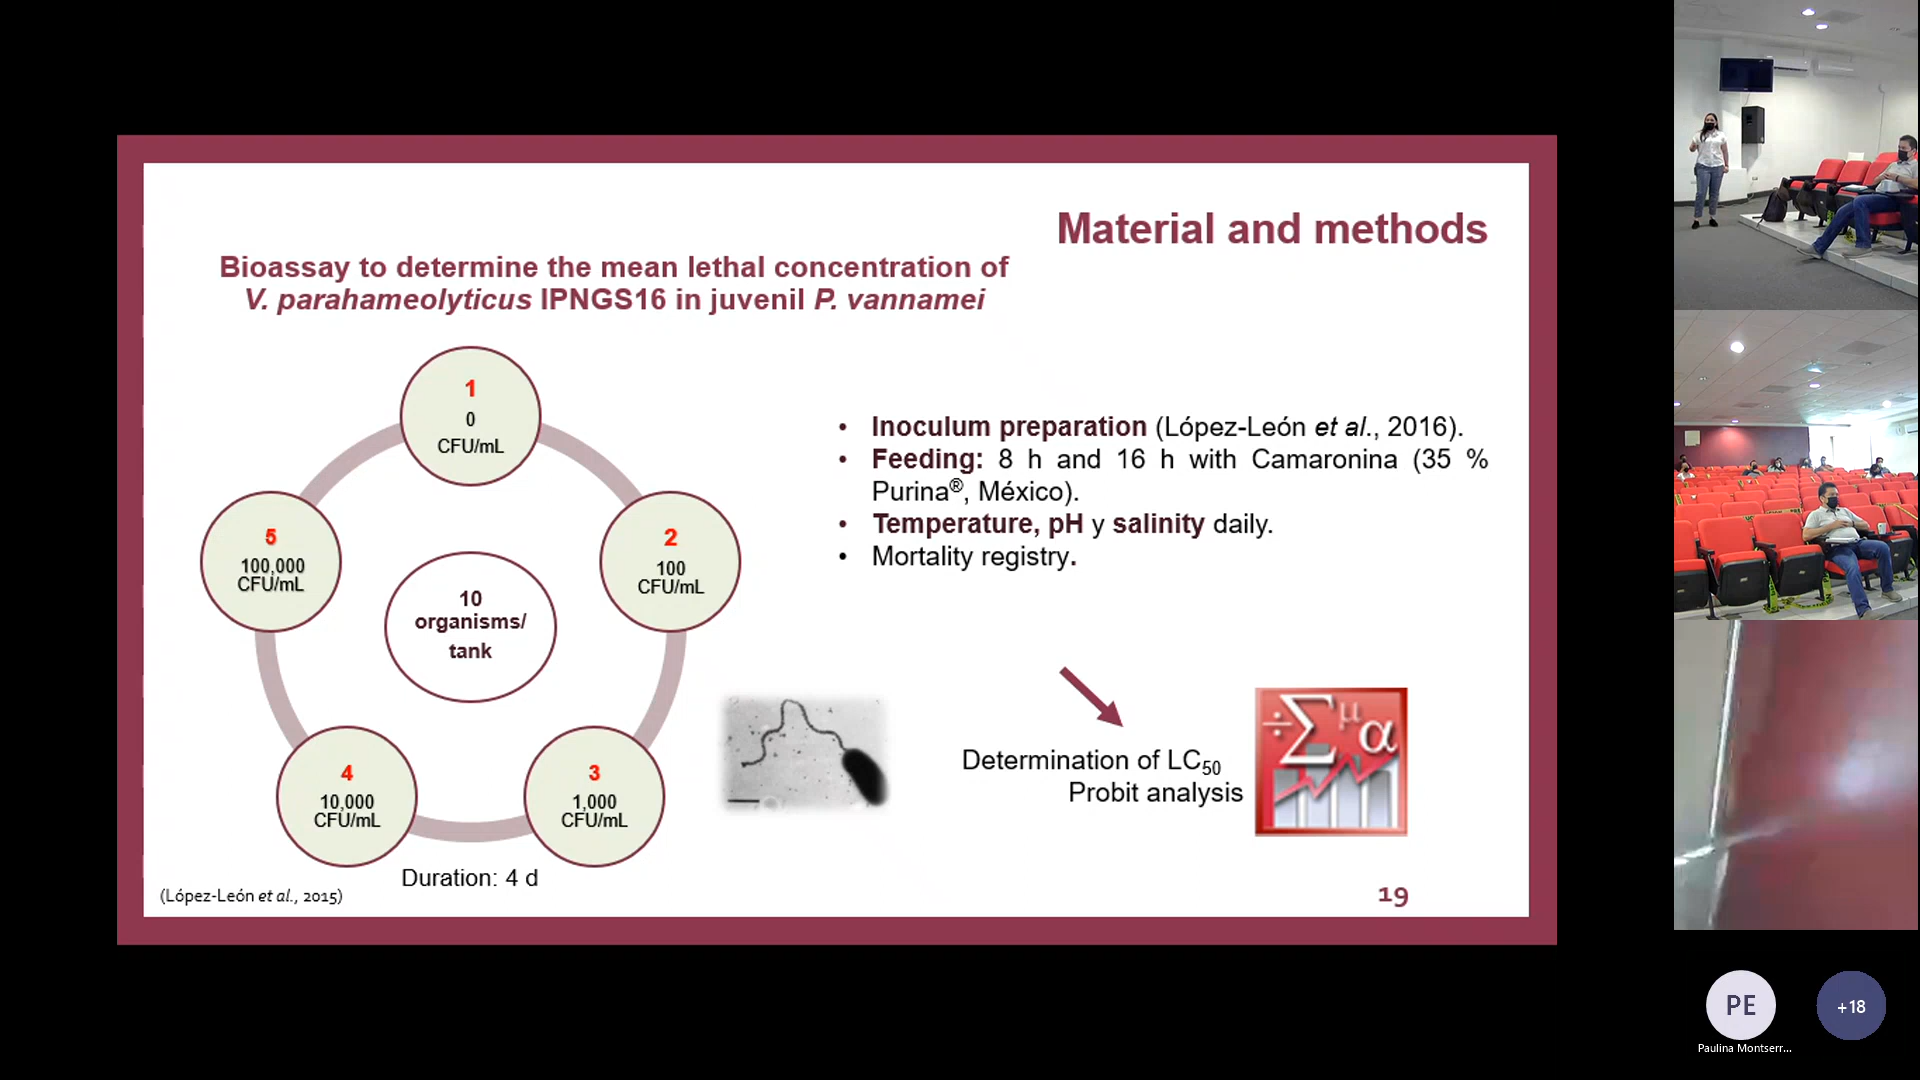 Material and methods
Bioassay to determine the mean lethal concentration of
V. parahameolyticus IPNGS16 in juvenil P. vannamei
1
0
CFU/mL
2
100
CFU/mL
3
1,000
CFU/mL
4
10,000
CFU/mL
5
100,000
CFU/mL
10
organisms/
tank
Duration: 4 d
(López-León et al., 2015)
• Inoculum preparation (López-León et al., 2016).
• Feeding: 8 h and 16 h with Camaronina (35 %
Purina®, México).
• Temperature, pH y salinity daily.
• Mortality registry.
Determination of LC50
Probit analysis
÷Σμα
19
PE
+18
Paulina Montserr...